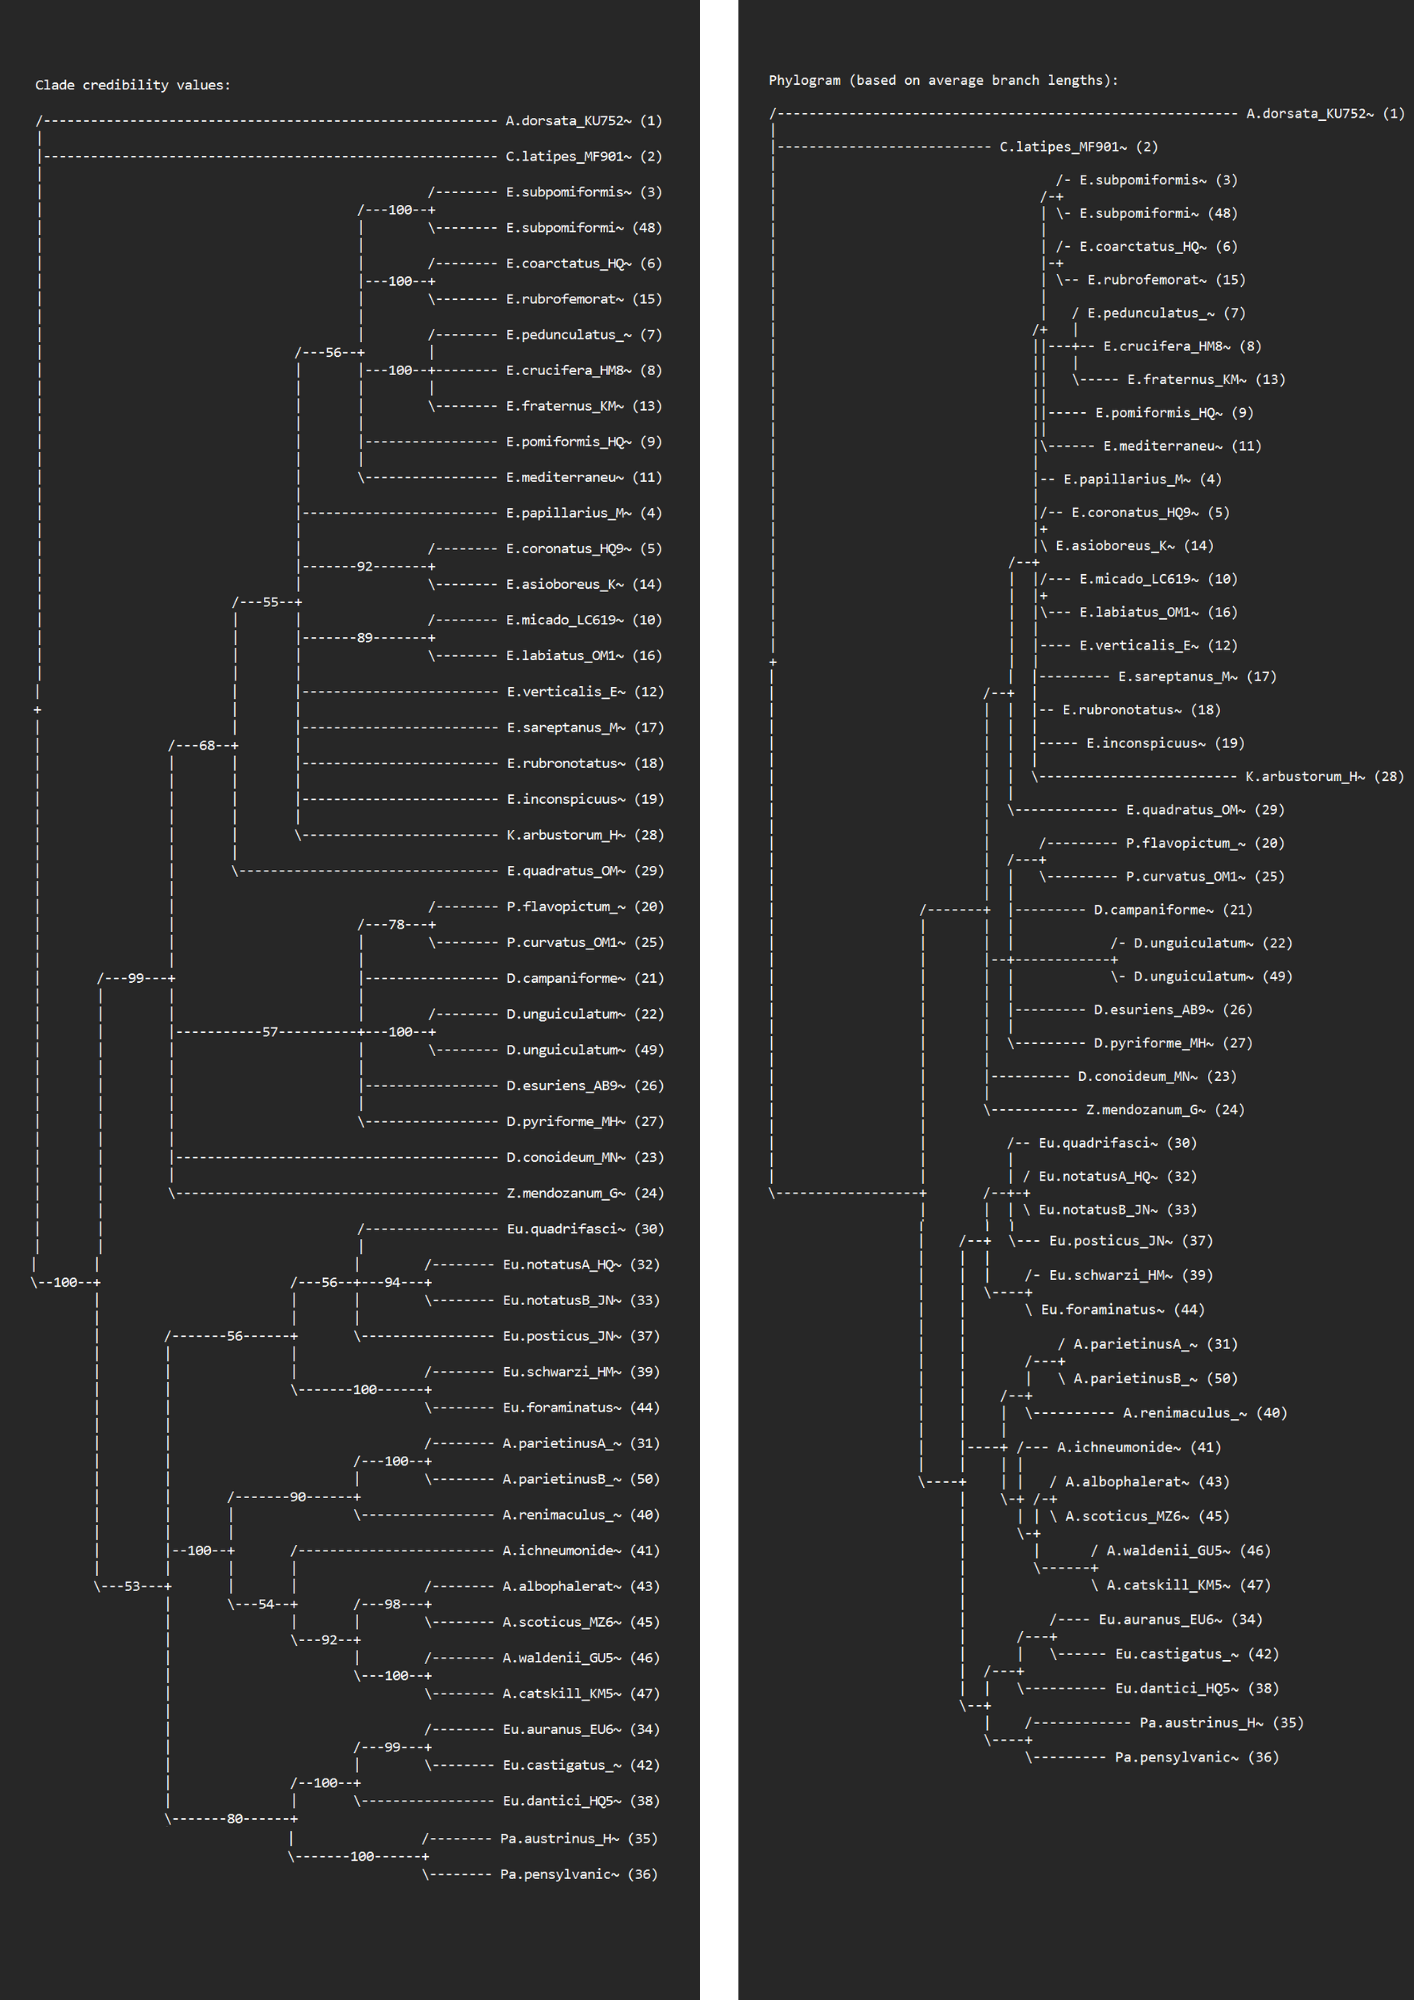 Clade credibility values:
A.dorsata_KU752~ (1)
C.latipes_MF901~ (2)
E.subpomiformis~ (3)
100
E.subpomiformi~ (48)
E.coarctatus_HQ~ (6)
100
E.rubrofemorat~ (15)
E.pedunculatus_~ (7)
56
E.crucifera_HM8~ (8)
100
E.fraternus_KM~ (13)
E.pomiformis_HQ~ (9)
E.mediterraneu~ (11)
E.papillarius_M~ (4)
E.coronatus_HQ9~ (5)
92
E.asioboreus_K~ (14)
55
E.micado_LC619~ (10)
89
E.labiatus_OM1~ (16)
E.verticalis_E~ (12)
E.sareptanus_M~ (17)
68
E.rubronotatus~ (18)
E.inconspicuus~ (19)
K.arbustorum_H~ (28)
E.quadratus_OM~ (29)
P.flavopictum_~ (20)
78
P.curvatus_OM1~ (25)
99
D.campaniforme~ (21)
D.unguiculatum~ (22)
57 100
D.unguiculatum~ (49)
D.esuriens_AB9~ (26)
D.pyriforme_MH~ (27)
D.conoideum_MN~ (23)
Z.mendozanum_G~ (24)
Eu.quadrifasci~ (30)
Eu.notatusA_HQ~ (32)
100 56 94
Eu.notatusB_JN~ (33)
56
Eu.posticus_JN~ (37)
Eu.schwarzi_HM~ (39)
100
Eu.foraminatus~ (44)
A.parietinusA_~ (31)
100
A.parietinusB_~ (50)
90
A.renimaculus_~ (40)
100
A.ichneumonide~ (41)
53
A.albophalerat~ (43)
54 98
A.scoticus_MZ6~ (45)
92
A.waldenii_GU5~ (46)
100
A.catskill_KM5~ (47)
Eu.auranus_EU6~ (34)
99
Eu.castigatus_~ (42)
100
Eu.dantici_HQ5~ (38)
80
Pa.austrinus_H~ (35)
100
Pa.pensylvanic~ (36)
Phylogram (based on average branch lengths):
A.dorsata_KU752~ (1)
C.latipes_MF901~ (2)
E.subpomiformis~ (3)
E.subpomiformi~ (48)
E.coarctatus_HQ~ (6)
E.rubrofemorat~ (15)
E.pedunculatus_~ (7)
E.crucifera_HM8~ (8)
E.fraternus_KM~ (13)
E.pomiformis_HQ~ (9)
E.mediterraneu~ (11)
E.papillarius_M~ (4)
E.coronatus_HQ9~ (5)
E.asioboreus_K~ (14)
E.micado_LC619~ (10)
E.labiatus_OM1~ (16)
E.verticalis_E~ (12)
E.sareptanus_M~ (17)
E.rubronotatus~ (18)
E.inconspicuus~ (19)
K.arbustorum_H~ (28)
E.quadratus_OM~ (29)
P.flavopictum_~ (20)
P.curvatus_OM1~ (25)
D.campaniforme~ (21)
D.unguiculatum~ (22)
D.unguiculatum~ (49)
D.esuriens_AB9~ (26)
D.pyriforme_MH~ (27)
D.conoideum_MN~ (23)
Z.mendozanum_G~ (24)
Eu.quadrifasci~ (30)
Eu.notatusA_HQ~ (32)
Eu.notatusB_JN~ (33)
Eu.posticus_JN~ (37)
Eu.schwarzi_HM~ (39)
Eu.foraminatus~ (44)
A.parietinusA_~ (31)
A.parietinusB_~ (50)
A.renimaculus_~ (40)
A.ichneumonide~ (41)
A.albophalerat~ (43)
A.scoticus_MZ6~ (45)
A.waldenii_GU5~ (46)
A.catskill_KM5~ (47)
Eu.auranus_EU6~ (34)
Eu.castigatus_~ (42)
Eu.dantici_HQ5~ (38)
Pa.austrinus_H~ (35)
Pa.pensylvanic~ (36)